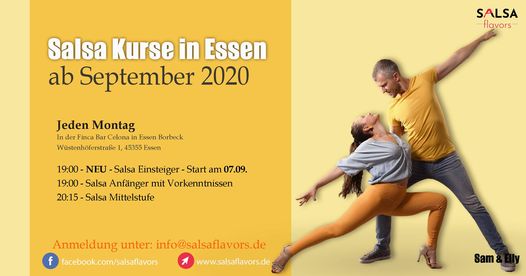 SALSA
flavors
Salsa Kurse in Essen
ab September 2020
Jeden Montag
In der Finca Bar Celona in Essen Borbeck
Wüstenhöferstraße 1, 45355 Essen
19:00 - NEU - Salsa Einsteiger - Start am 07.09.
19:00 - Salsa Anfänger mit Vorkenntnissen
20:15 - Salsa Mittelstufe
Anmeldung unter: info@salsaflavors.de
facebook.com/salsaflavors
www.salsaflavors.de
Sam & Elly